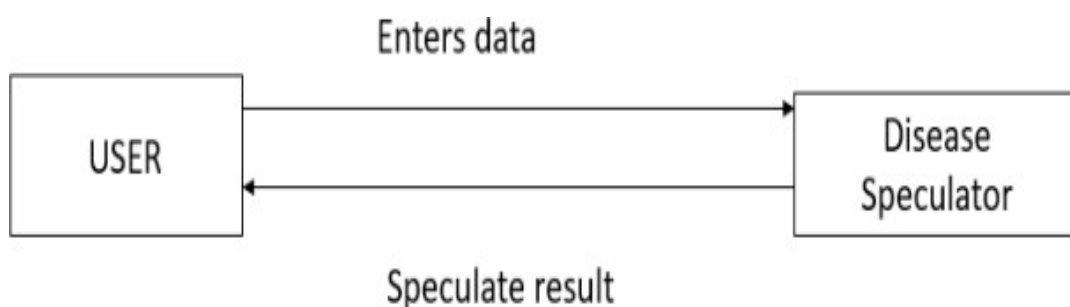 Enters data
USER
Disease
Speculator
Speculate result